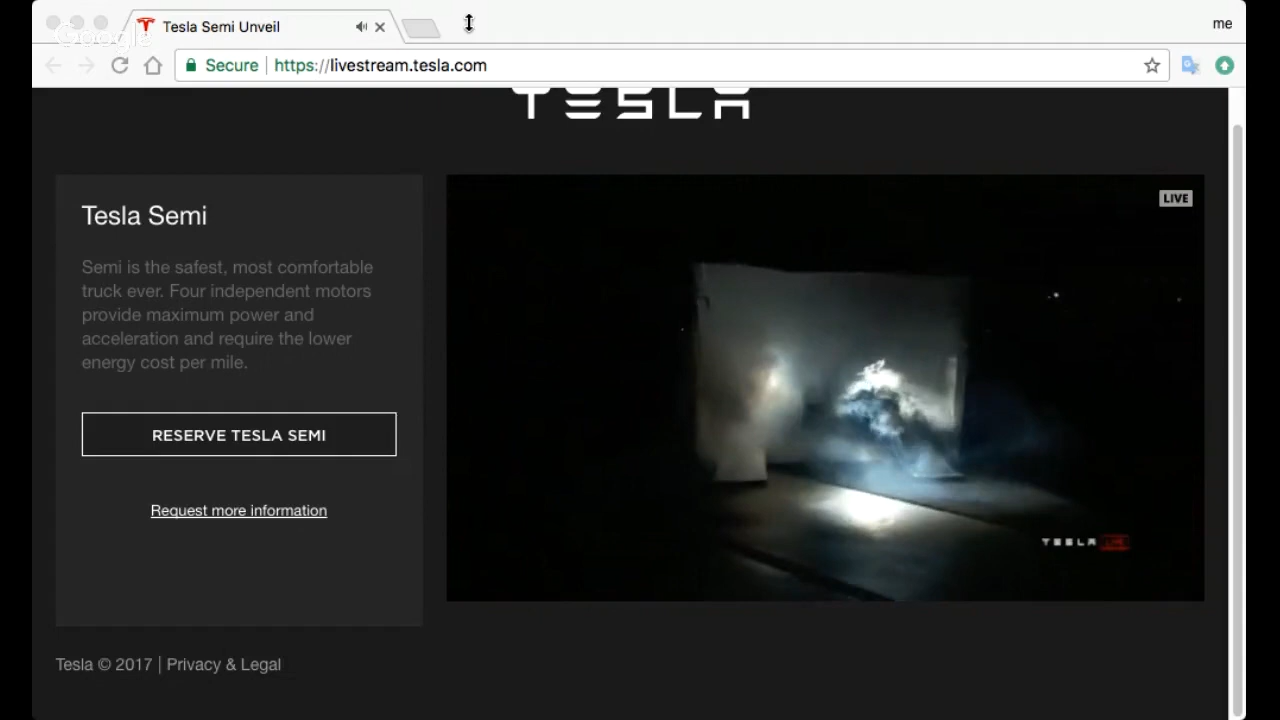 Tesla Semi Unveil
me
Google
Secure
https://livestream.tesla.com
TESLA
Tesla Semi
Semi is the safest, most comfortable
truck ever. Four independent motors
provide maximum power and
acceleration and require the lower
energy cost per mile.
RESERVE TESLA SEMI
Request more information
LIVE
TESLA LIVE
Tesla © 2017 | Privacy & Legal